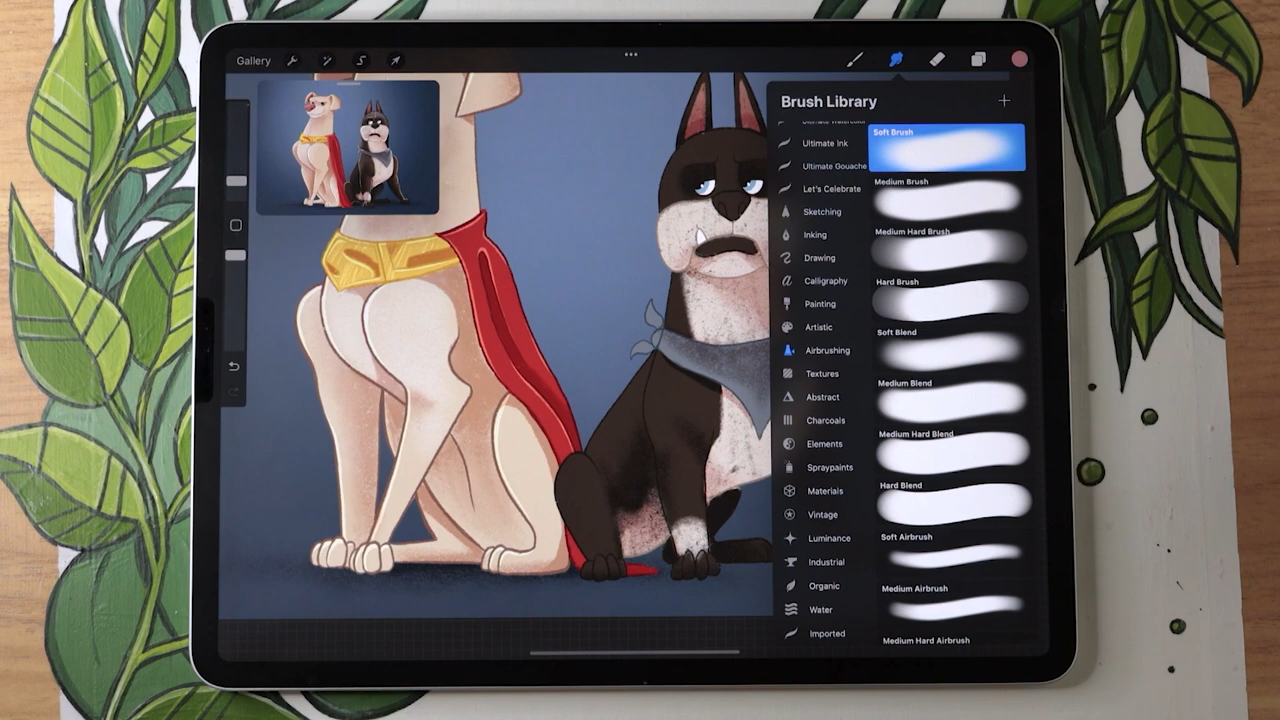 Gallery
Brush Library
Ultimate Ink
Ultimate Gouache
Let's Celebrate
Sketching
Inking
Drawing
Calligraphy
Painting
Artistic
Airbrushing
Textures
Abstract
Charcoals
Elements
Spraypaints
Materials
Vintage
Luminance
Industrial
Organic
Water
Imported
Soft Brush
Medium Brush
Medium Hard Brush
Hard Brush
Soft Blend
Medium Blend
Medium Hard Blend
Hard Blend
Soft Airbrush
Medium Airbrush
Medium Hard Airbrush